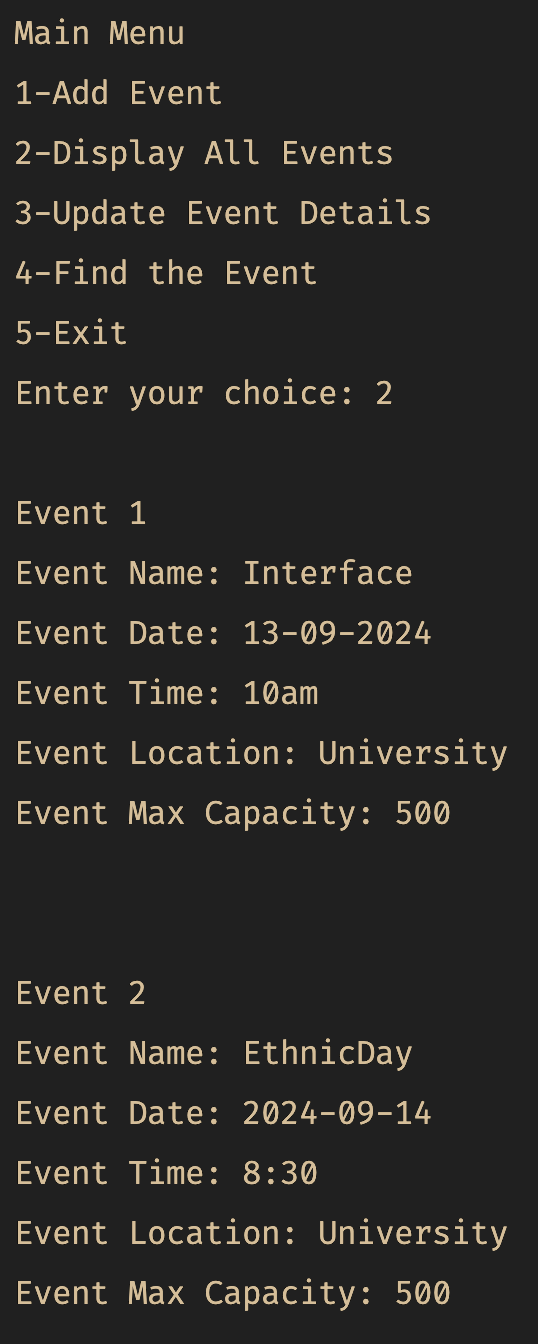 Main Menu
1-Add Event
2-Display All Events
3-Update Event Details
4-Find the Event
5-Exit
Enter your choice: 2
Event 1
Event Name: Interface
Event Date: 13-09-2024
Event Time: 10am
Event Location: University
Event Max Capacity: 500
Event 2
Event Name: EthnicDay
Event Date: 2024-09-14
Event Time: 8:30
Event Location: University
Event Max Capacity: 500